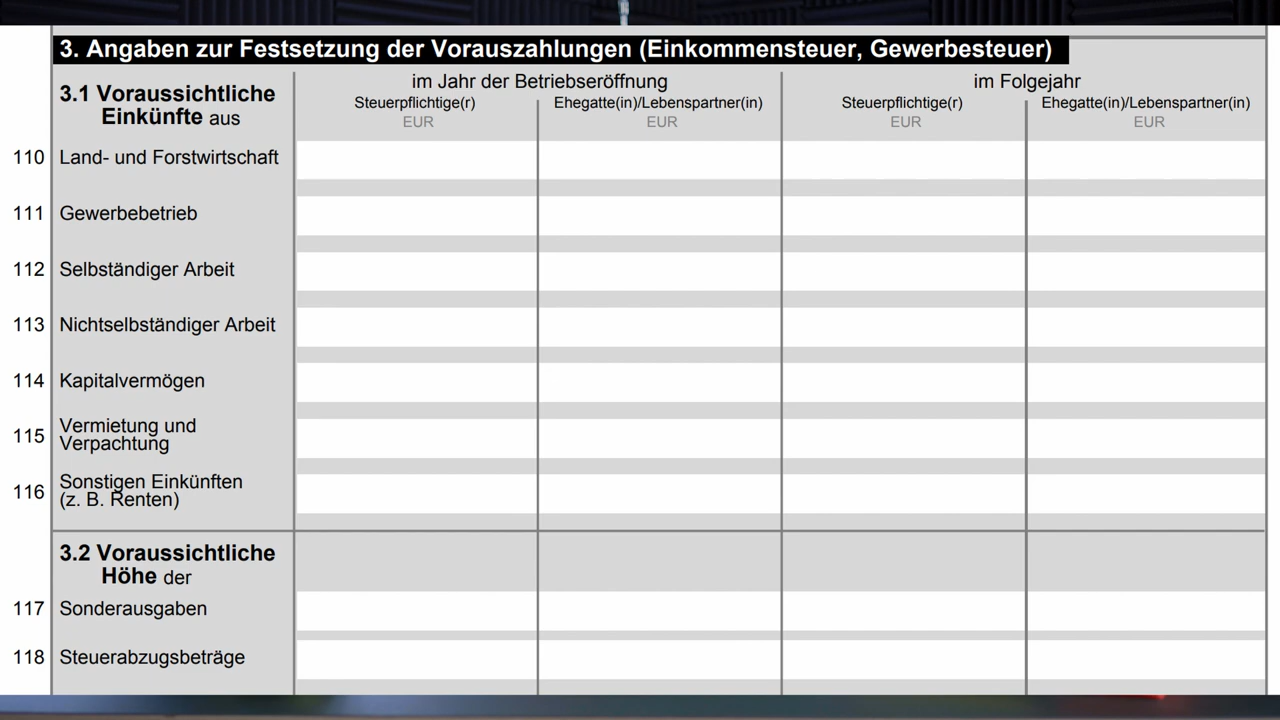 3. Angaben zur Festsetzung der Vorauszahlungen (Einkommensteuer, Gewerbesteuer)
3.1 Voraussichtliche
Einkünfte aus
im Jahr der Betriebseröffnung
im Folgejahr
Steuerpflichtige(r)
Ehegatte(in)/Lebenspartner(in)
Steuerpflichtige(r)
Ehegatte(in)/Lebenspartner(in)
EUR
EUR
EUR
EUR
110 Land- und Forstwirtschaft
111 Gewerbebetrieb
112 Selbständiger Arbeit
113 Nichtselbständiger Arbeit
114 Kapitalvermögen
115 Vermietung und
Verpachtung
116 Sonstigen Einkünften
(z. B. Renten)
3.2 Voraussichtliche
Höhe der
117 Sonderausgaben
118 Steuerabzugsbeträge